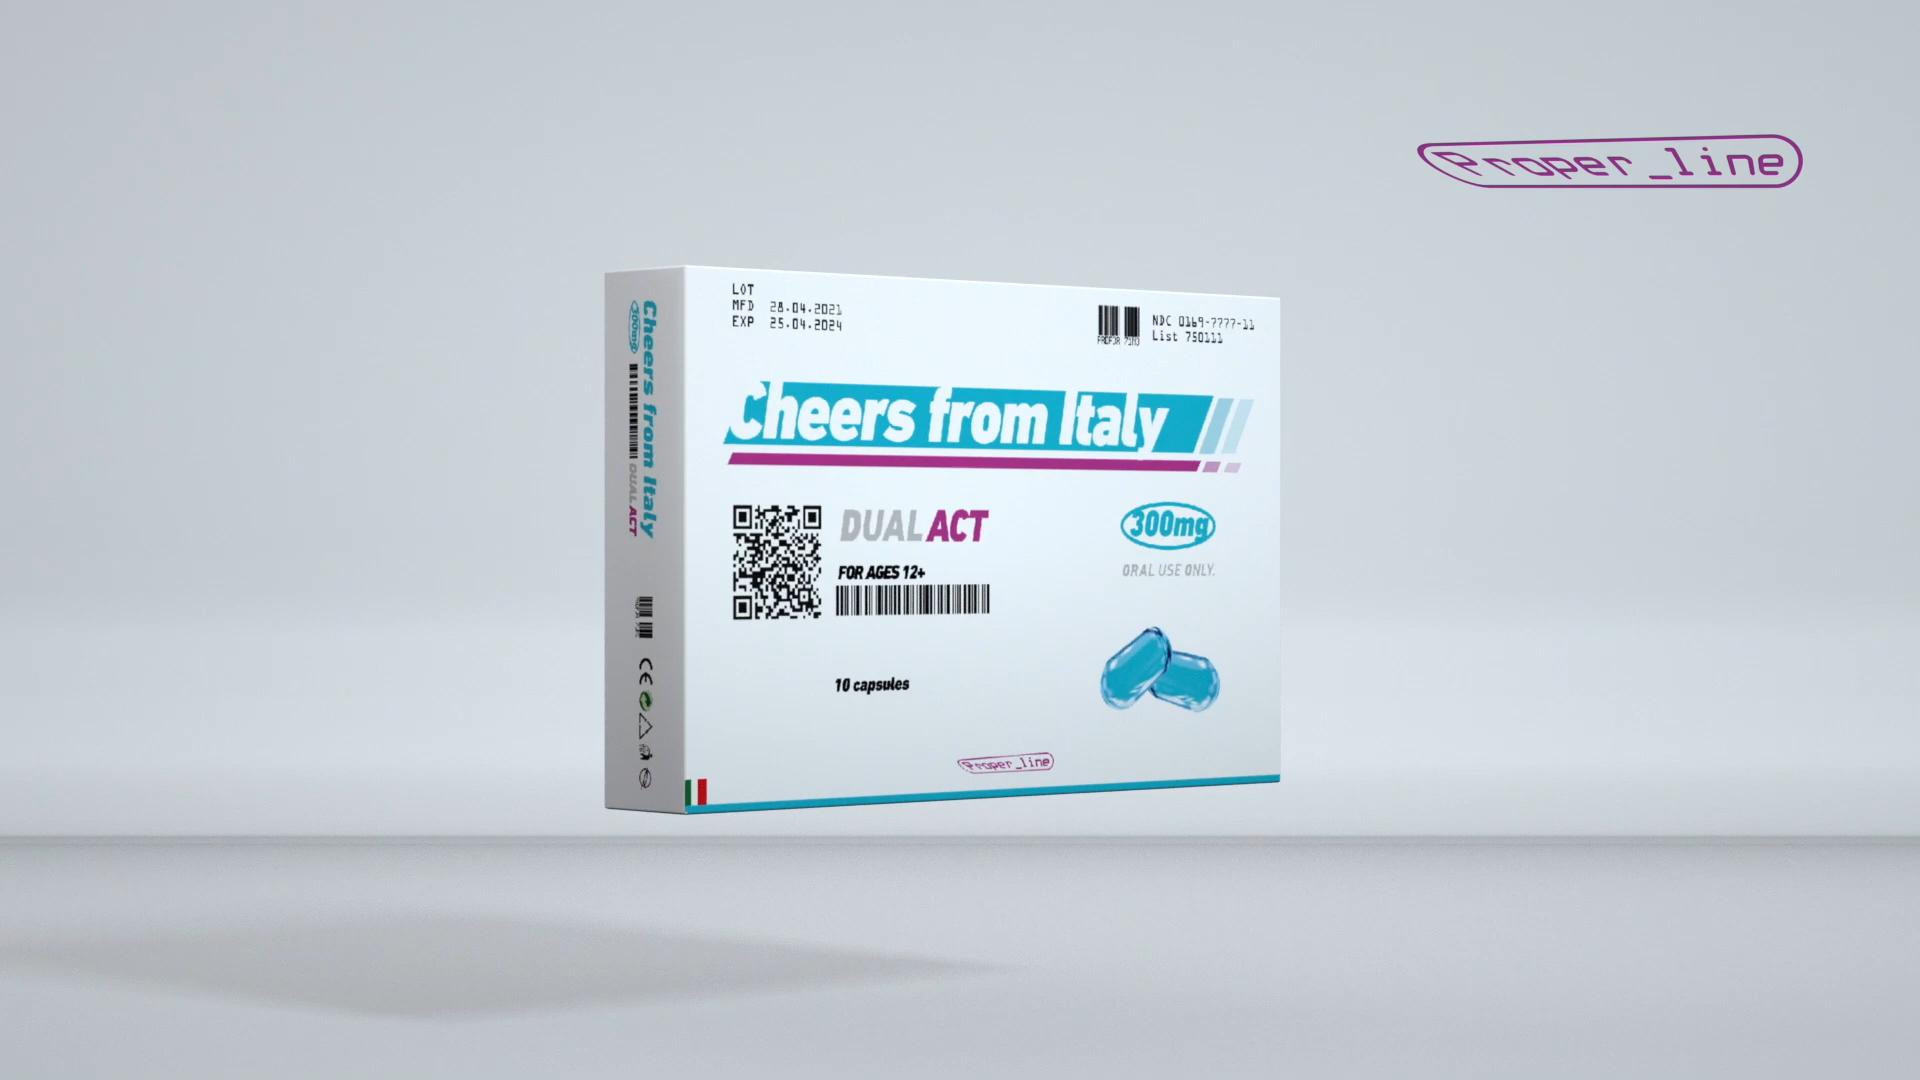 Proper_line
LOT
MFD 28.04.2021
EXP 25.04.2024
NDC 0169-7777-11
List 750111
Cheers from Italy
DUAL ACT
FOR AGES 12+
300mg
ORAL USE ONLY.
10 capsules
Proper_line
Cheers from Italy
300mg
DUAL ACT
CE